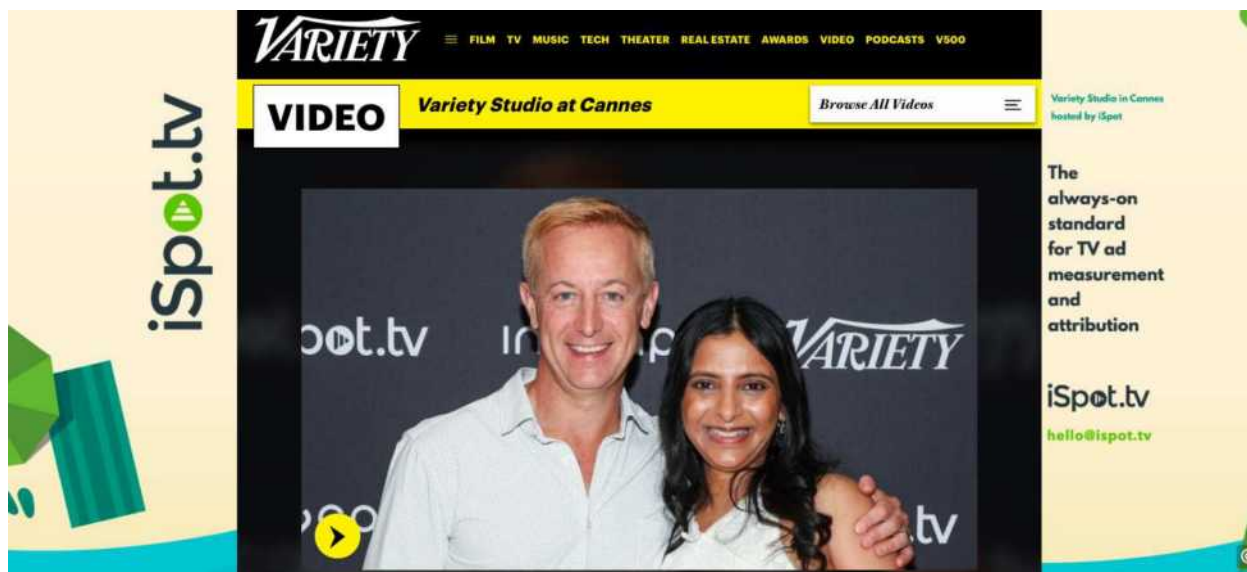 iSpot.tv
VARIETY
FILM TV MUSIC TECH THEATER REAL ESTATE AWARDS VIDEO PODCASTS V500
VIDEO
Variety Studio at Cannes
Browse All Videos
pot.tv
VARIETY
.tv
Variety Studio in Cannes
hosted by iSpot
The
always-on
standard
for TV ad
measurement
and
attribution
iSpot.tv
hello@ispot.tv